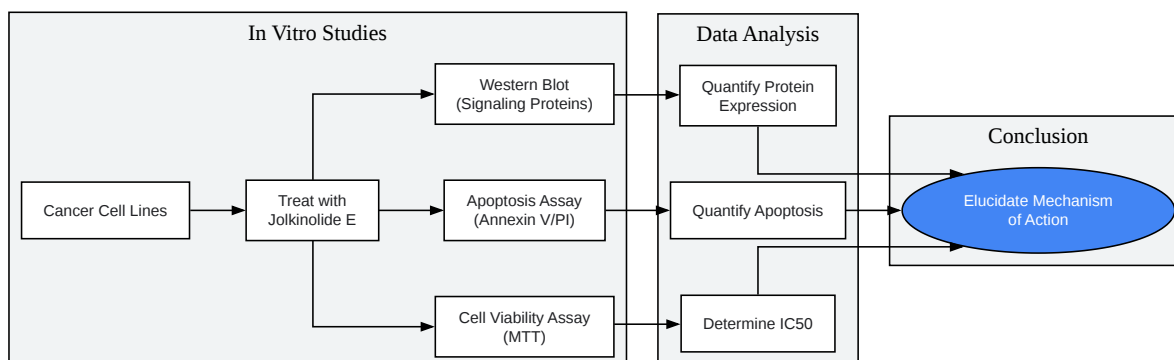 In Vitro Studies
Cancer Cell Lines
Treat with
Jolkinolide E
Western Blot
(Signaling Proteins)
Apoptosis Assay
(Annexin V/PI)
Cell Viability Assay
(MTT)
Data Analysis
Quantify Protein
Expression
Quantify Apoptosis
Determine IC50
Conclusion
Elucidate Mechanism
of Action